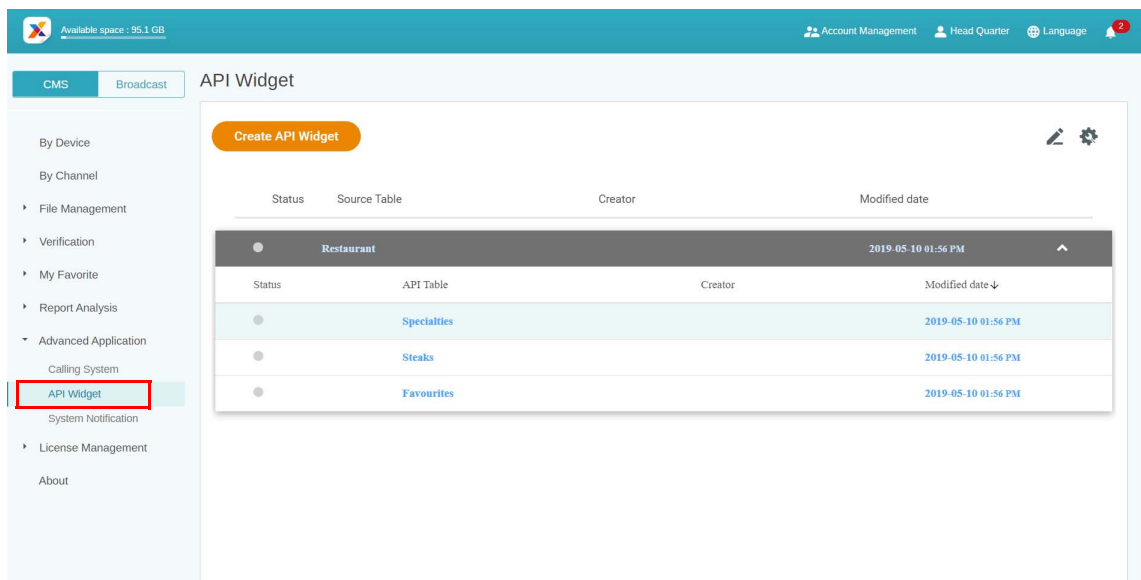 Available space : 95.1 GB
Account Management Head Quarter Language 2
CMS Broadcast
API Widget
Create API Widget
By Device
By Channel
File Management
Verification
My Favorite
Report Analysis
Advanced Application
Calling System
API Widget
System Notification
License Management
About
Status Source Table Creator Modified date
Restaurant 2019-05-10 01:56 PM
Status API Table Creator Modified date
Specialties 2019-05-10 01:56 PM
Steaks 2019-05-10 01:56 PM
Favourites 2019-05-10 01:56 PM